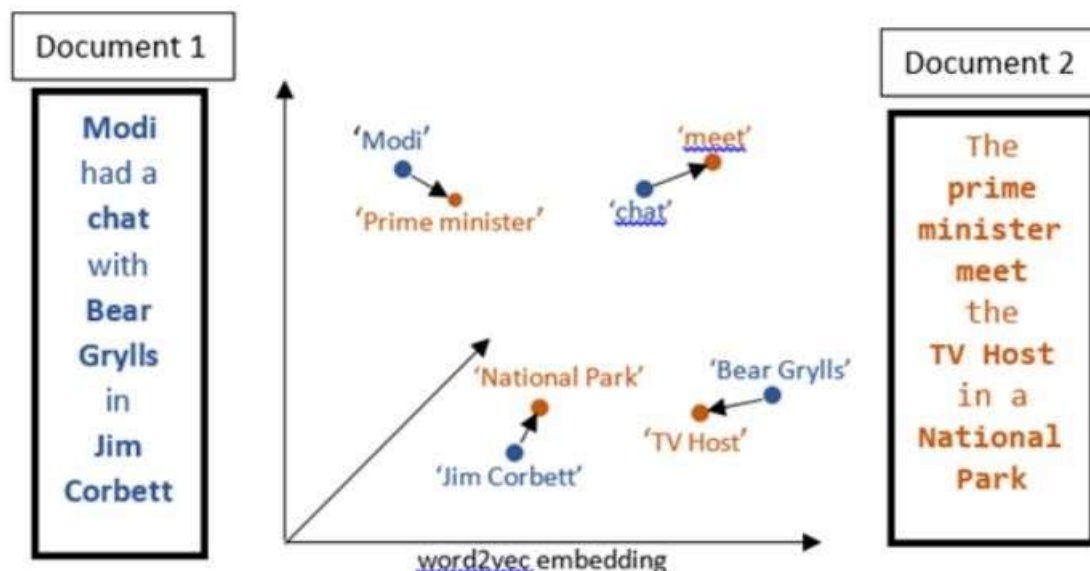 Document 1
Modi
had a
chat
with
Bear
Grylls
in
Jim
Corbett
‘Modi’
‘Prime minister’
‘meet’
‘chat’
‘National Park’
‘Jim Corbett’
‘Bear Grylls’
‘TV Host’
word2vec embedding
Document 2
The
prime
minister
meet
the
TV Host
in a
National
Park